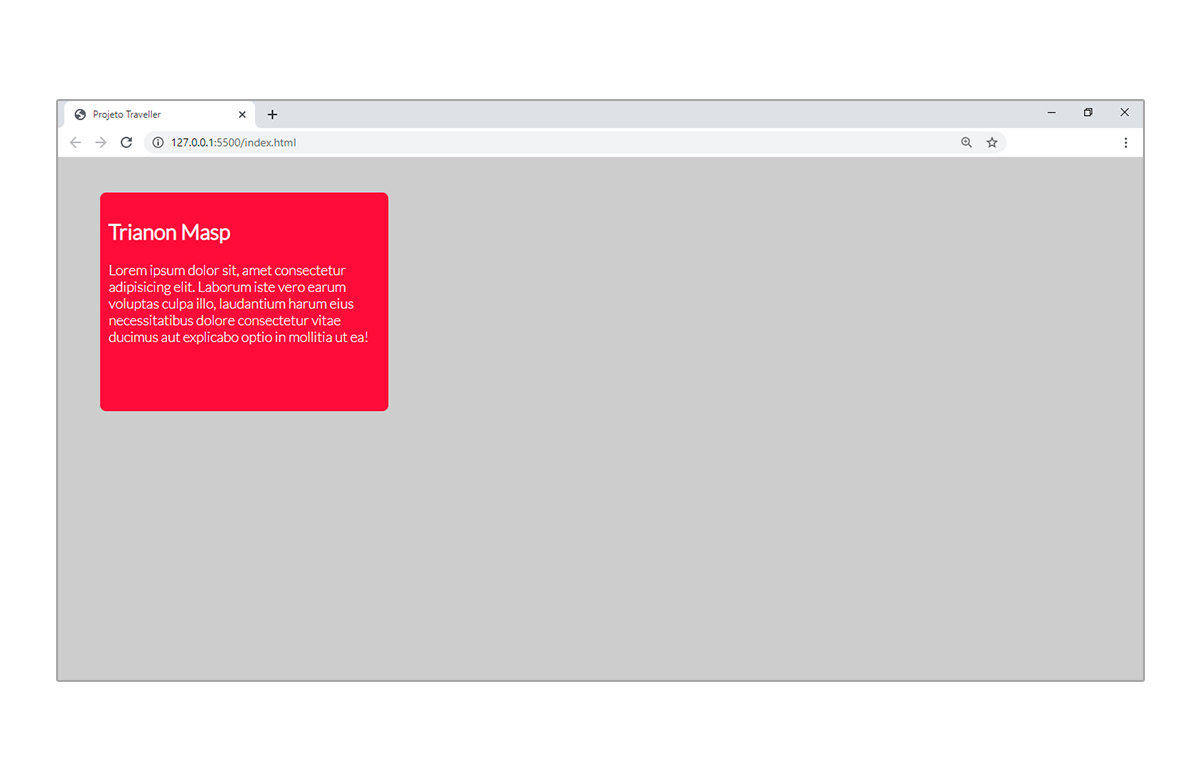 Projeto Traveller
127.0.0.1:5500/index.html
Trianon Masp
Lorem ipsum dolor sit, amet consectetur
adipisicing elit. Laborum iste vero earum
voluptas culpa illo, laudantium harum eius
necessitatibus dolore consectetur vitae
ducimus aut explicabo optio in mollitia ut ea!